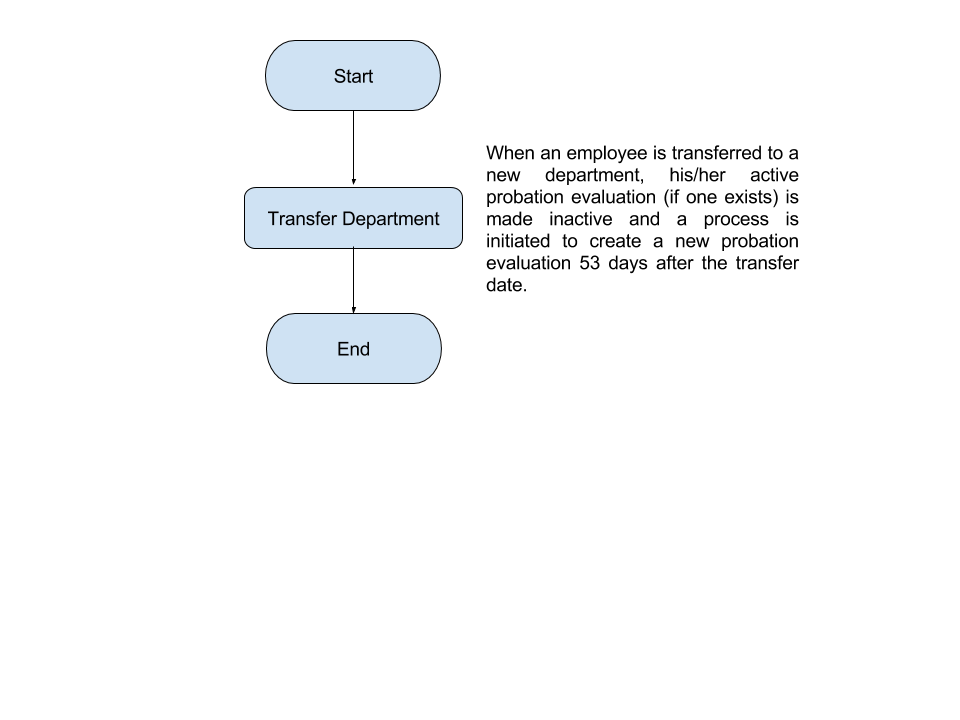 Start
When an employee is transferred to a
new department, his/her active
probation evaluation (if one exists) is
made inactive and a process is
initiated to create a new probation
evaluation 53 days after the transfer
date.
Transfer Department
End